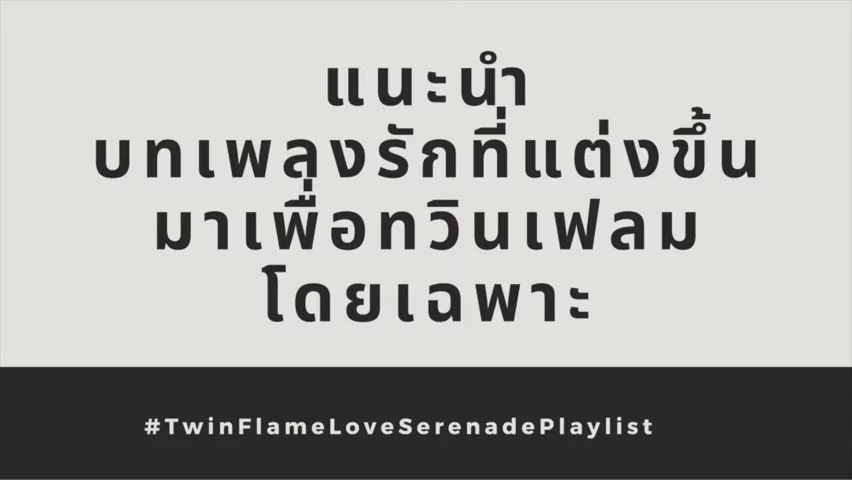 แนะนำ
บทเพลงรักที่แต่งขึ้น
มาเพื่อทวินเฟลม
โดยเฉพาะ
#TwinFlameLoveSerenadePlaylist